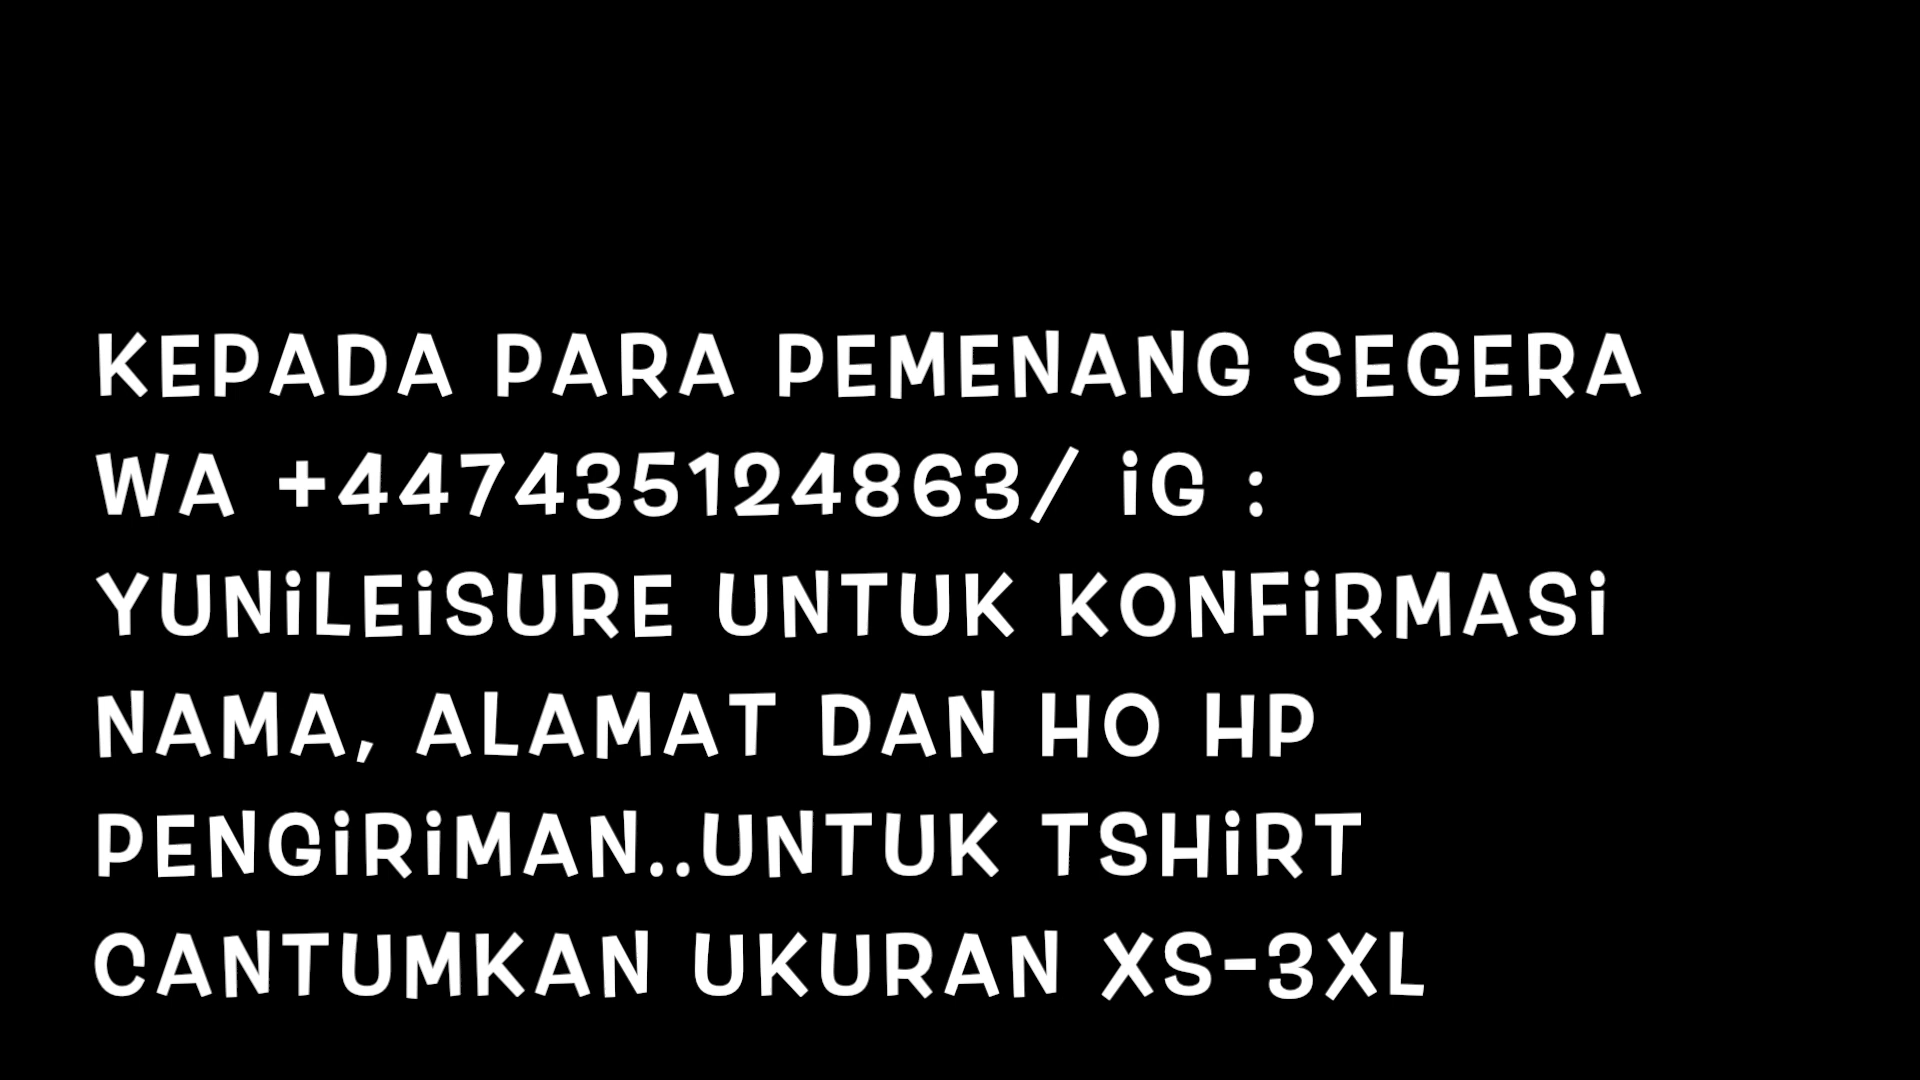 KEPADA PARA PEMENANG SEGERA
WA +447435124863/ iG :
YUNiLEiSURE UNTUK KONFiRMASi
NAMA, ALAMAT DAN HO HP
PENGiRiMAN..UNTUK TSHiRT
CANTUMKAN UKURAN XS-3XL